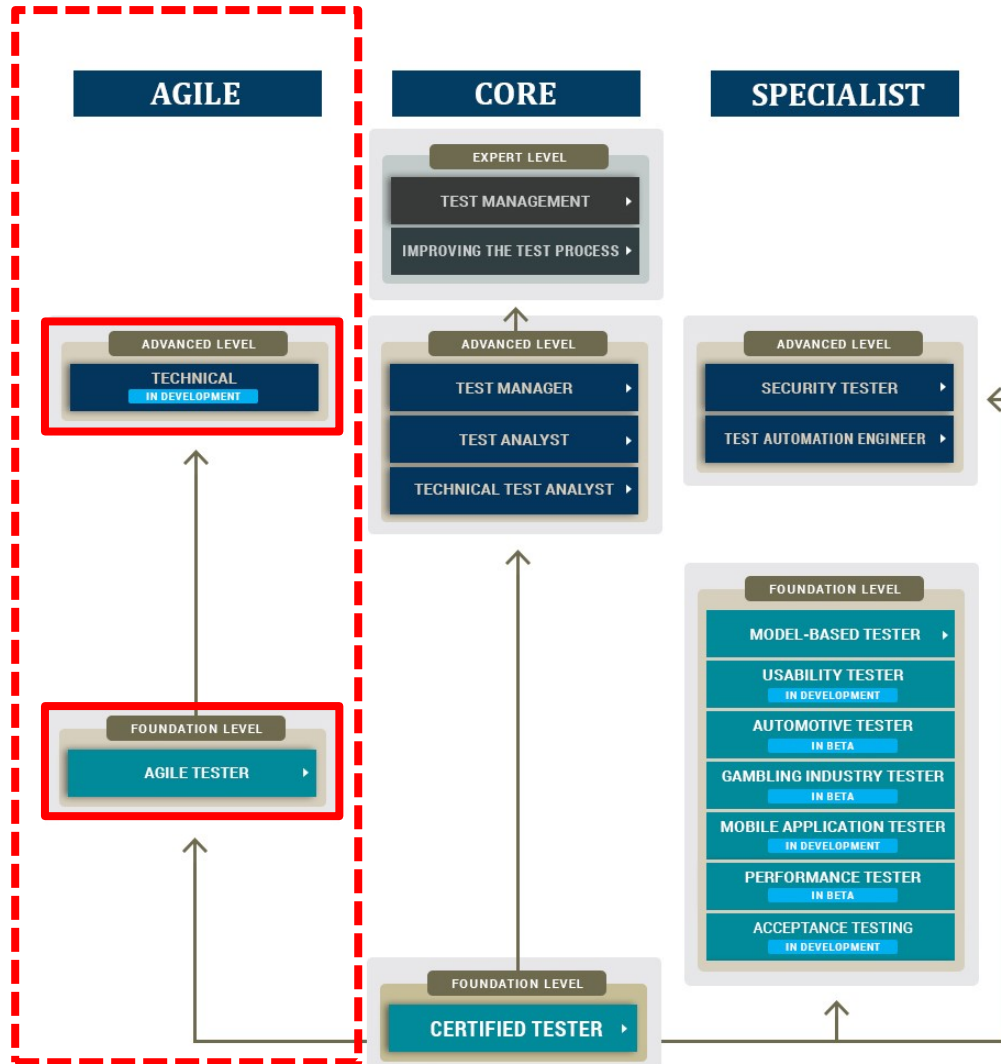 AGILE
CORE
SPECIALIST
EXPERT LEVEL
TEST MANAGEMENT
IMPROVING THE TEST PROCESS
ADVANCED LEVEL
TECHNICAL
IN DEVELOPMENT
ADVANCED LEVEL
TEST MANAGER
TEST ANALYST
TECHNICAL TEST ANALYST
ADVANCED LEVEL
SECURITY TESTER
TEST AUTOMATION ENGINEER
FOUNDATION LEVEL
AGILE TESTER
FOUNDATION LEVEL
MODEL-BASED TESTER
USABILITY TESTER
IN DEVELOPMENT
AUTOMOTIVE TESTER
IN BETA
GAMBLING INDUSTRY TESTER
IN BETA
MOBILE APPLICATION TESTER
IN DEVELOPMENT
PERFORMANCE TESTER
IN BETA
ACCEPTANCE TESTING
IN DEVELOPMENT
FOUNDATION LEVEL
CERTIFIED TESTER